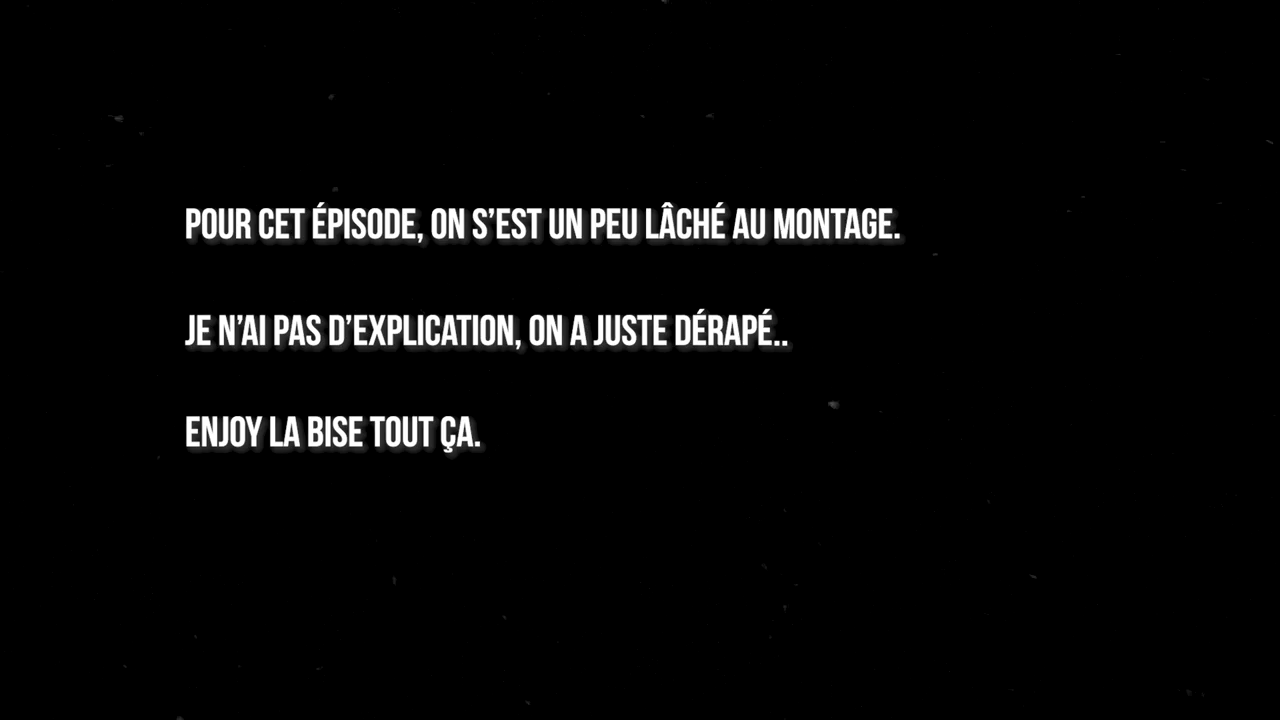 POUR CET ÉPISODE, ON S’EST UN PEU LÂCHÉ AU MONTAGE.
JE N’AI PAS D’EXPLICATION, ON A JUSTE DÉRAPÉ..
ENJOY LA BISE TOUT ÇA.